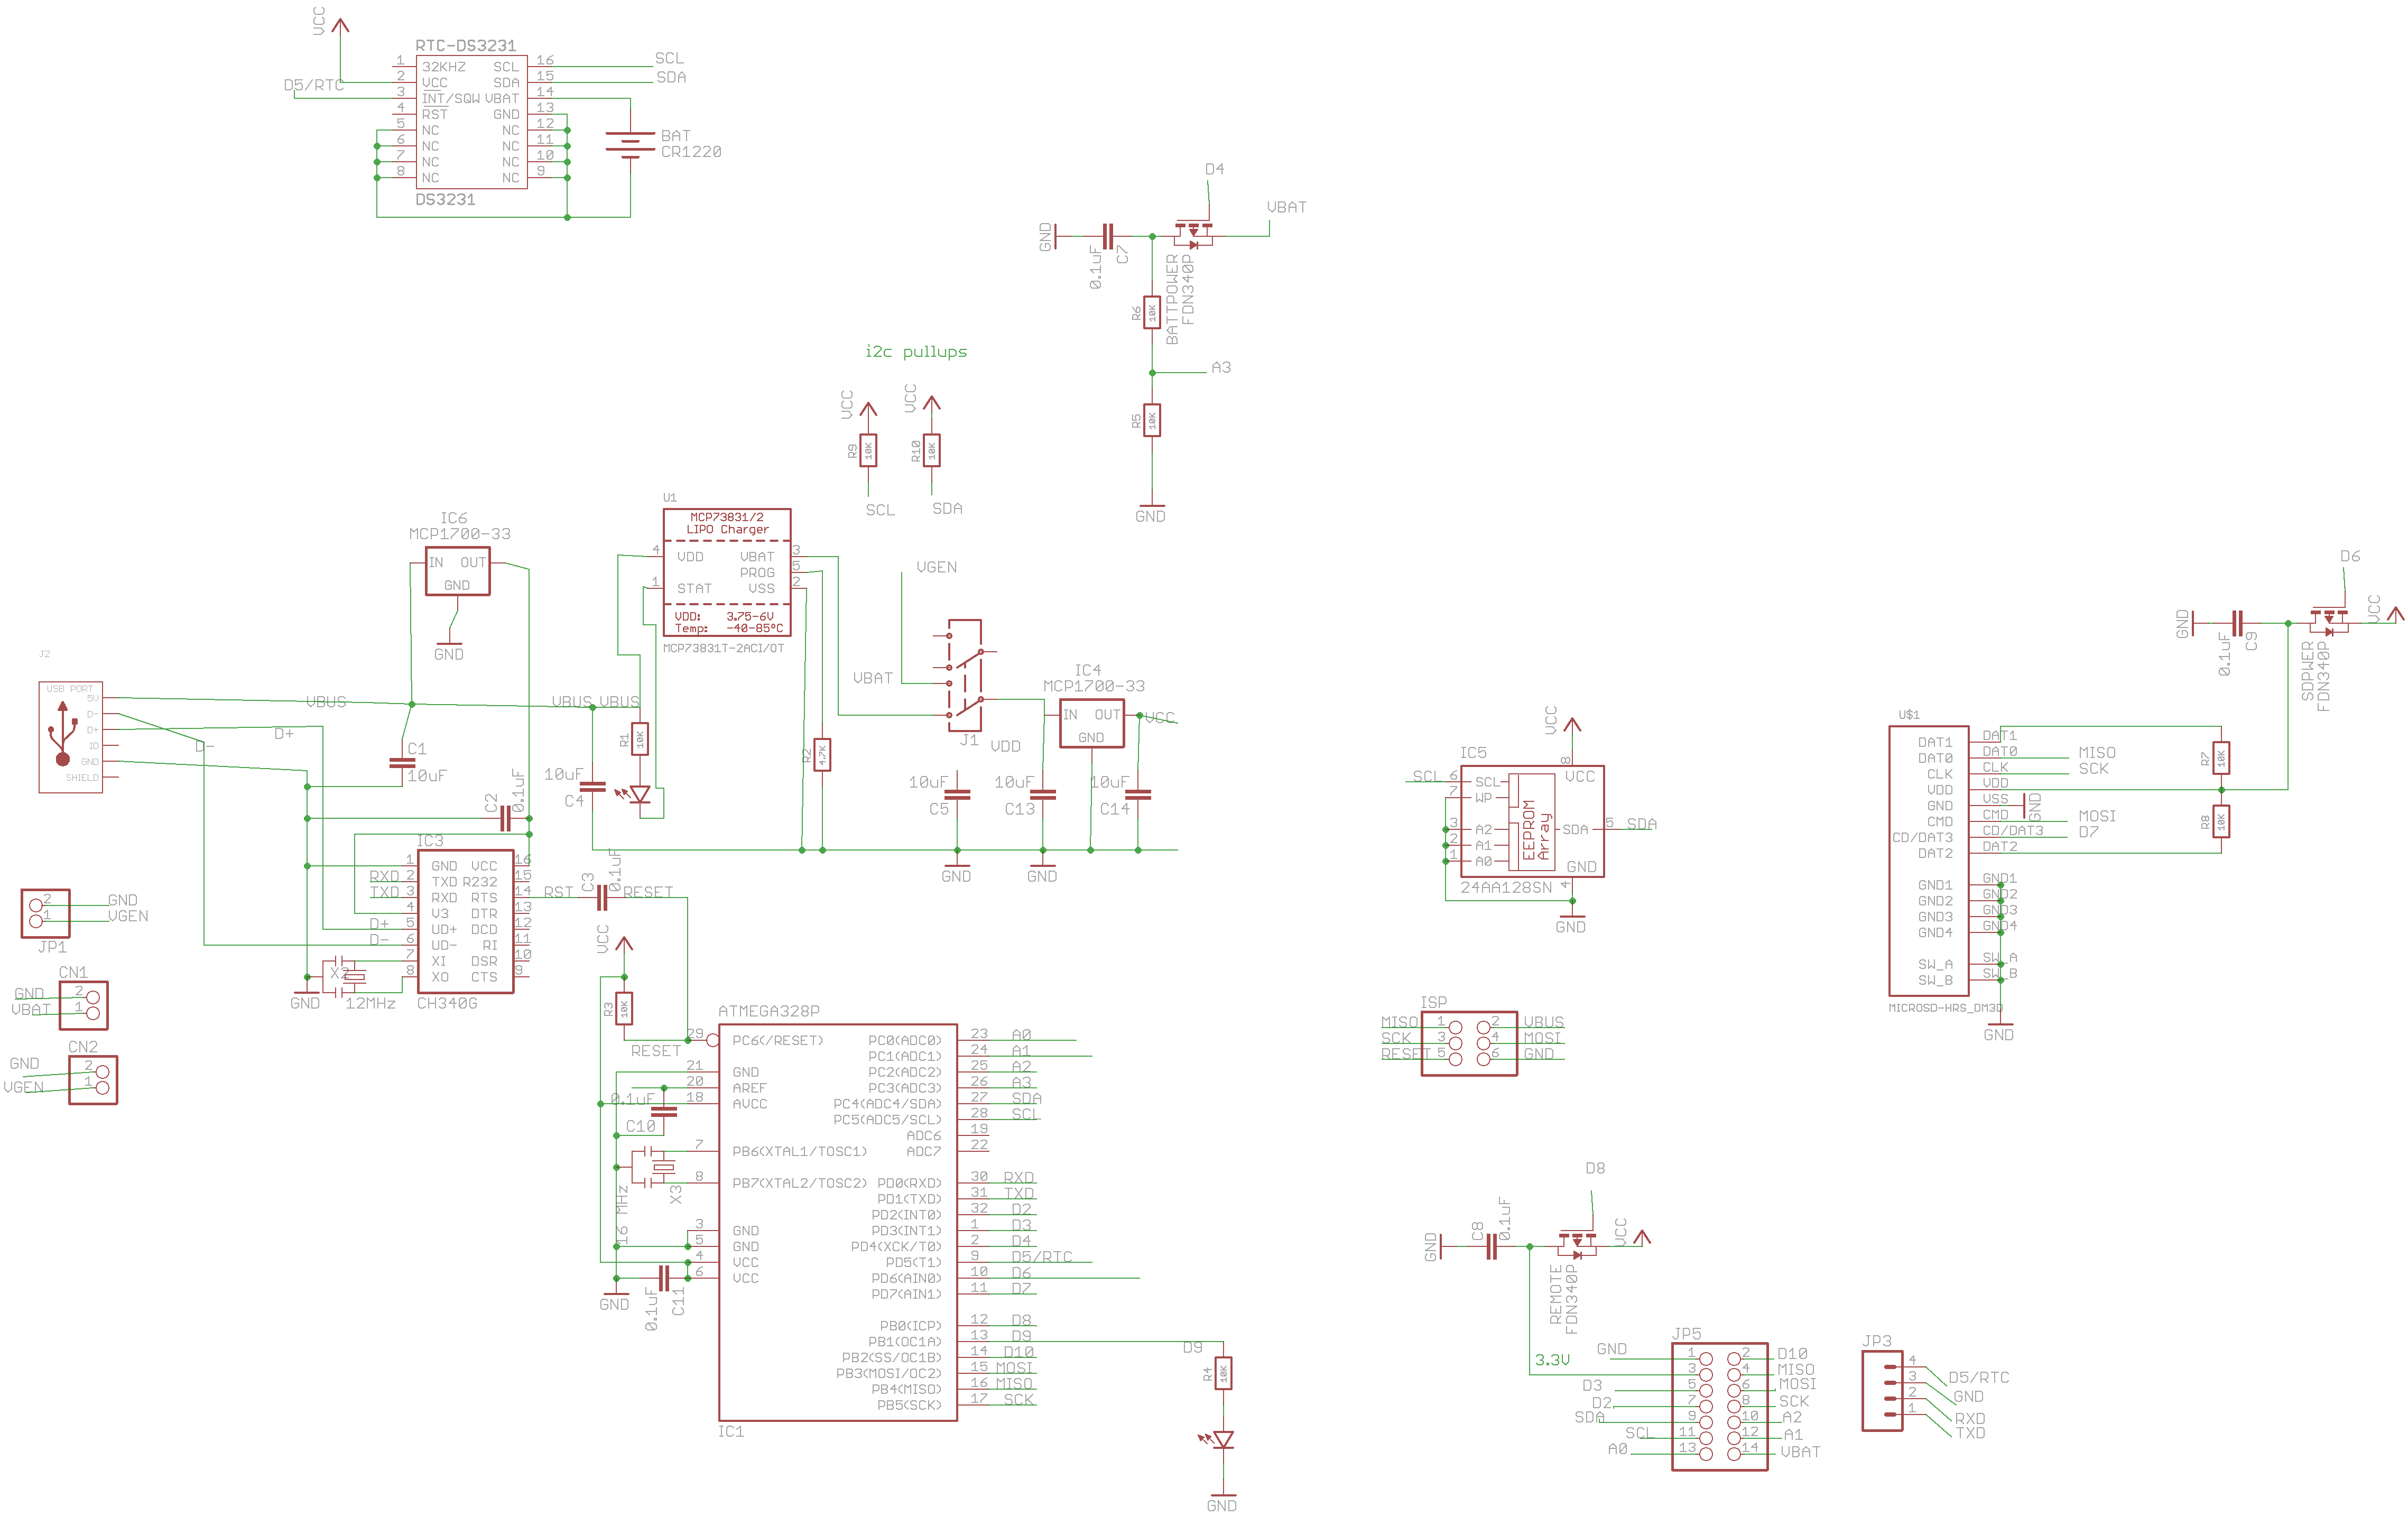 VCC
RTC-DS3231
1 32KHZ SCL 16 SCL
2 VCC SDA 15 SDA
D5/RTC 3 INT/SQW VBAT 14
4 RST GND 13
5 NC NC 12
6 NC NC 11
7 NC NC 10
8 NC NC 9
DS3231
BAT
CR1220
D4
VBAT
GND
0.1uF
C7
BATTPOWER
FDN340P
R6
10K
A3
R5
10K
GND
i2c pullups
VCC
VCC
R9
10K
R10
10K
SCL
SDA
U1
MCP73831/2
LIPO Charger
4 VDD VBAT 3
PROG 5
1 STAT VSS 2
VDD: 3.75-6V
Temp: -40-85°C
MCP73831T-2ACI/OT
IC6
MCP1700-33
IN OUT
GND
GND
J2
USB PORT
5V
D-
D+
ID
GND
SHIELD
VBUS
D-
D+
C1
10uF
C2
0.1uF
VBUS VBUS
R1
10K
10uF
C4
R2
4.7K
VGEN
VBAT
J1
VDD
IC4
MCP1700-33
IN OUT
GND
VCC
10uF
C5
10uF
C13
10uF
C14
GND
GND
IC3
1 GND VCC 16
RXD 2 TXD R232 15
TXD 3 RXD RTS 14 RST
4 V3 DTR 13
D+ 5 UD+ DCD 12
D- 6 UD- RI 11
7 XI DSR 10
8 XO CTS 9
CH340G
X2
12MHz
GND
C3
0.1uF
RESET
JP1
2 GND
1 VGEN
CN1
GND 2
VBAT 1
CN2
GND 2
VGEN 1
VCC
R3
10K
RESET
ATMEGA328P
29 PC6(/RESET) PC0(ADC0) 23 A0
PC1(ADC1) 24 A1
21 GND PC2(ADC2) 25 A2
20 AREF PC3(ADC3) 26 A3
18 AVCC PC4(ADC4/SDA) 27 SDA
PC5(ADC5/SCL) 28 SCL
ADC6 19
7 PB6(XTAL1/TOSC1) ADC7 22
8 PB7(XTAL2/TOSC2) PD0(RXD) 30 RXD
PD1(TXD) 31 TXD
PD2(INT0) 32 D2
3 GND PD3(INT1) 1 D3
5 GND PD4(XCK/T0) 2 D4
4 VCC PD5(T1) 9 D5/RTC
6 VCC PD6(AIN0) 10 D6
PD7(AIN1) 11 D7
PB0(ICP) 12 D8
PB1(OC1A) 13 D9
PB2(SS/OC1B) 14 D10
PB3(MOSI/OC2) 15 MOSI
PB4(MISO) 16 MISO
PB5(SCK) 17 SCK
IC1
0.1uF
C10
16 MHz
X3
GND
0.1uF
C11
D9
R4
10K
GND
IC5
VCC
8
SCL 6 SCL VCC
7 WP
3 A2 SDA 5 SDA
2 A1
1 A0 GND
EEPROM
Array
24AA128SN
4
GND
ISP
MISO 1 2 VBUS
SCK 3 4 MOSI
RESET 5 6 GND
D6
VCC
GND
0.1uF
C9
SDPOWER
FDN340P
U$1
DAT1 DAT1
DAT0 DAT0 MISO
CLK CLK SCK
VDD VDD
GND VSS GND
CMD CMD MOSI
CD/DAT3 CD/DAT3 D7
DAT2 DAT2
GND1 GND1
GND2 GND2
GND3 GND3
GND4 GND4
SW_A SW_A
SW_B SW_B
MICROSD-HRS_DM3D
GND
R7
10K
R8
10K
D8
VCC
GND
C8
0.1uF
REMOTE
FDN340P
3.3V
JP5
GND 1 2 D10
3 4 MISO
D3 5 6 MOSI
D2 7 8 SCK
SDA 9 10 A2
SCL 11 12 A1
A0 13 14 VBAT
JP3
4 D5/RTC
3 GND
2 RXD
1 TXD